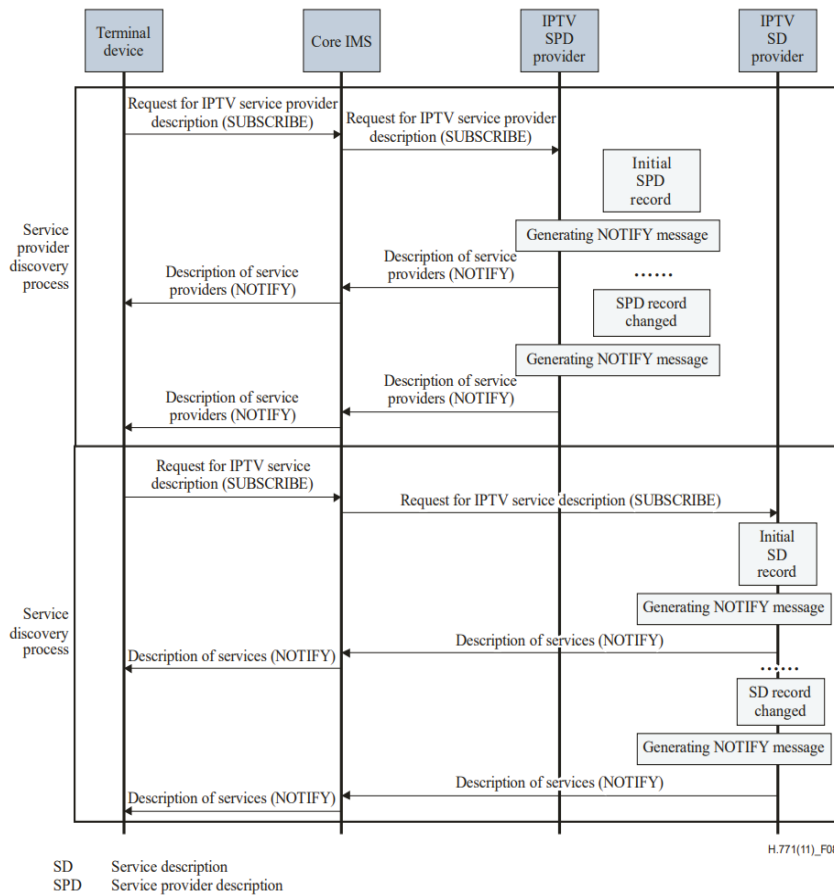 Terminal
device
Core IMS
IPTV
SPD
provider
IPTV
SD
provider
Request for IPTV service provider
description (SUBSCRIBE)
Request for IPTV service provider
description (SUBSCRIBE)
Initial
SPD
record
Service
provider
discovery
process
Generating NOTIFY message
Description of service
providers (NOTIFY)
Description of service
providers (NOTIFY)
......
SPD record
changed
Generating NOTIFY message
Description of service
providers (NOTIFY)
Description of service
providers (NOTIFY)
Request for IPTV service
description (SUBSCRIBE)
Request for IPTV service description (SUBSCRIBE)
Initial
SD
record
Service
discovery
process
Generating NOTIFY message
Description of services (NOTIFY)
Description of services (NOTIFY)
......
SD record
changed
Generating NOTIFY message
Description of services (NOTIFY)
Description of services (NOTIFY)
H.771(11)_F08
SD Service description
SPD Service provider description